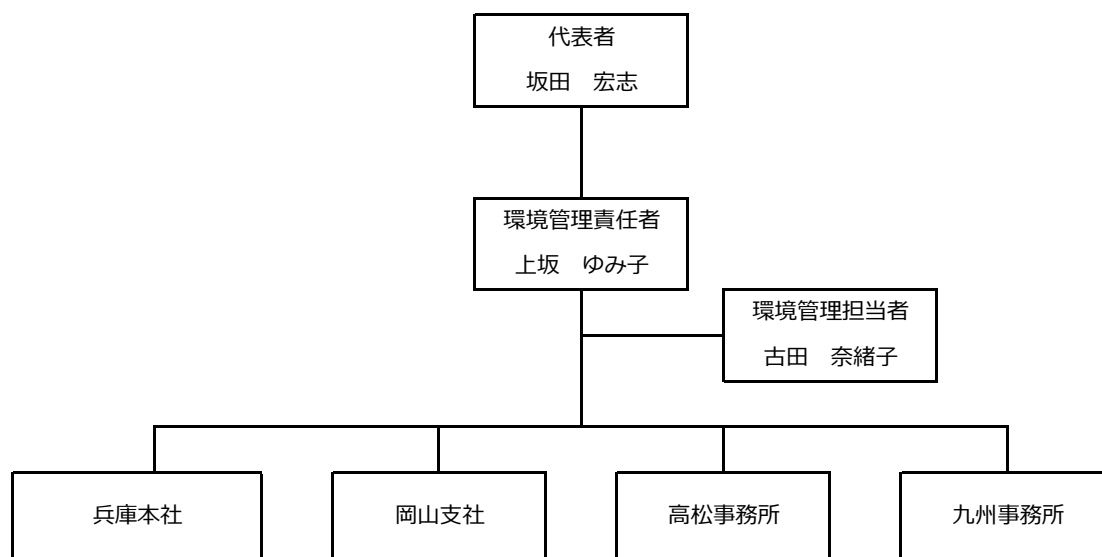 代表者
坂田　宏志
環境管理責任者
上坂　ゆみ子
環境管理担当者
古田　奈緒子
兵庫本社
岡山支社
高松事務所
九州事務所